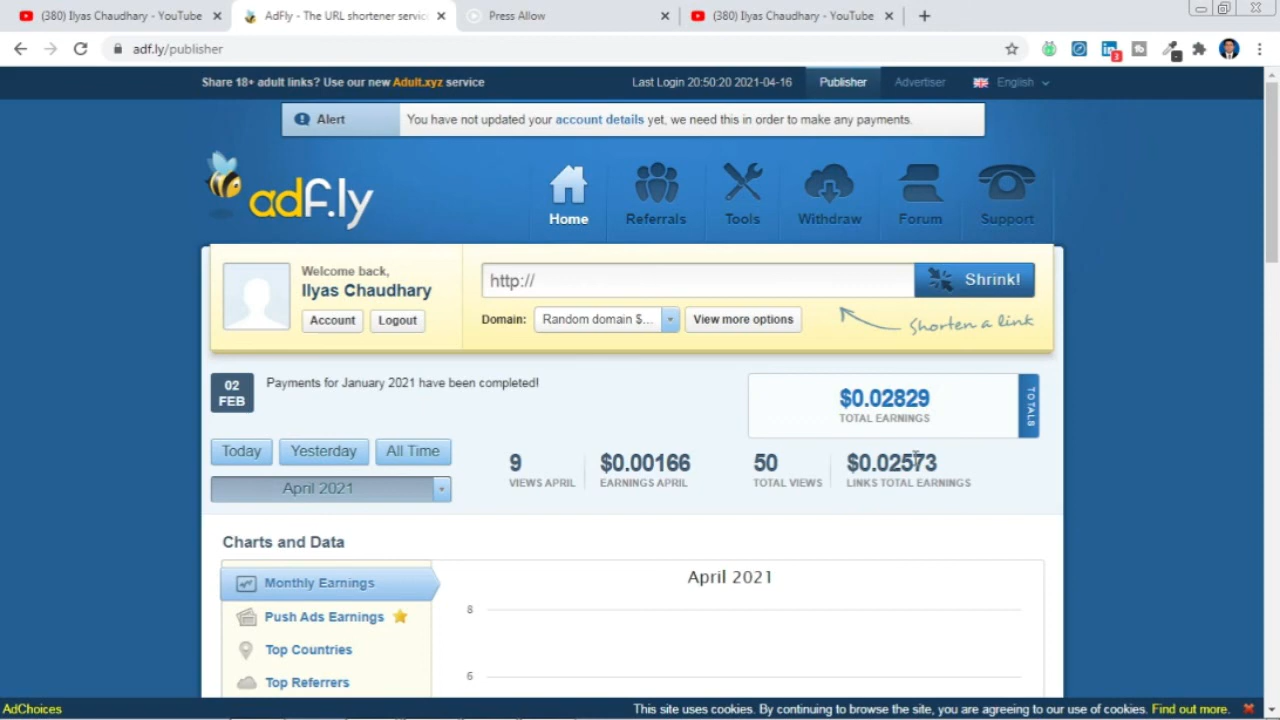 (380) Ilyas Chaudhary - YouTube
AdFly - The URL shortener servic
Press Allow
(380) Ilyas Chaudhary - YouTube
adf.ly/publisher
3
Share 18+ adult links? Use our new Adult.xyz service
Last Login 20:50:20 2021-04-16
Publisher
Advertiser
English
Alert
You have not updated your account details yet, we need this in order to make any payments.
adf.ly
Home
Referrals
Tools
Withdraw
Forum
Support
Welcome back,
Ilyas Chaudhary
Account
Logout
http://
Shrink!
Domain:
Random domain $...
View more options
Shorten a link
02
FEB
Payments for January 2021 have been completed!
$0.02829
TOTAL EARNINGS
TOTALS
Today
Yesterday
All Time
April 2021
9
VIEWS APRIL
$0.00166
EARNINGS APRIL
50
TOTAL VIEWS
$0.02573
LINKS TOTAL EARNINGS
Charts and Data
Monthly Earnings
Push Ads Earnings
Top Countries
Top Referrers
April 2021
8
6
AdChoices
This site uses cookies. By continuing to browse the site, you are agreeing to our use of cookies. Find out more.